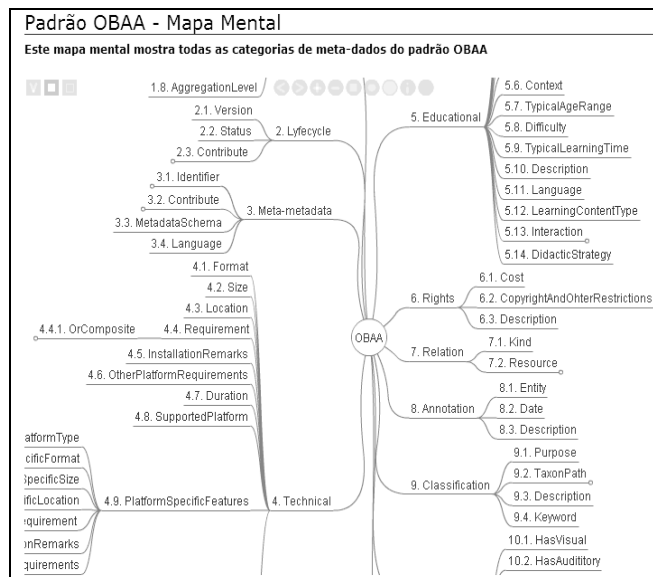 Padrão OBAA - Mapa Mental
Este mapa mental mostra todas as categorias de meta-dados do padrão OBAA
1.8. AggregationLevel
2.1. Version
2.2. Status
2.3. Contribute
2. Lyfecycle
3.1. Identifier
3.2. Contribute
3.3. MetadataSchema
3.4. Language
3. Meta-metadata
4.1. Format
4.2. Size
4.3. Location
4.4.1. OrComposite
4.4. Requirement
4.5. InstallationRemarks
4.6. OtherPlatformRequirements
4.7. Duration
4.8. SupportedPlatform
atformType
cificFormat
SpecificSize
ificLocation
equirement
onRemarks
quirements
4.9. PlatformSpecificFeatures
4. Technical
OBAA
5. Educational
5.6. Context
5.7. TypicalAgeRange
5.8. Difficulty
5.9. TypicalLearningTime
5.10. Description
5.11. Language
5.12. LearningContentType
5.13. Interaction
5.14. DidacticStrategy
6. Rights
6.1. Cost
6.2. CopyrightAndOhterRestrictions
6.3. Description
7. Relation
7.1. Kind
7.2. Resource
8. Annotation
8.1. Entity
8.2. Date
8.3. Description
9. Classification
9.1. Purpose
9.2. TaxonPath
9.3. Description
9.4. Keyword
10.1. HasVisual
10.2. HasAudititory